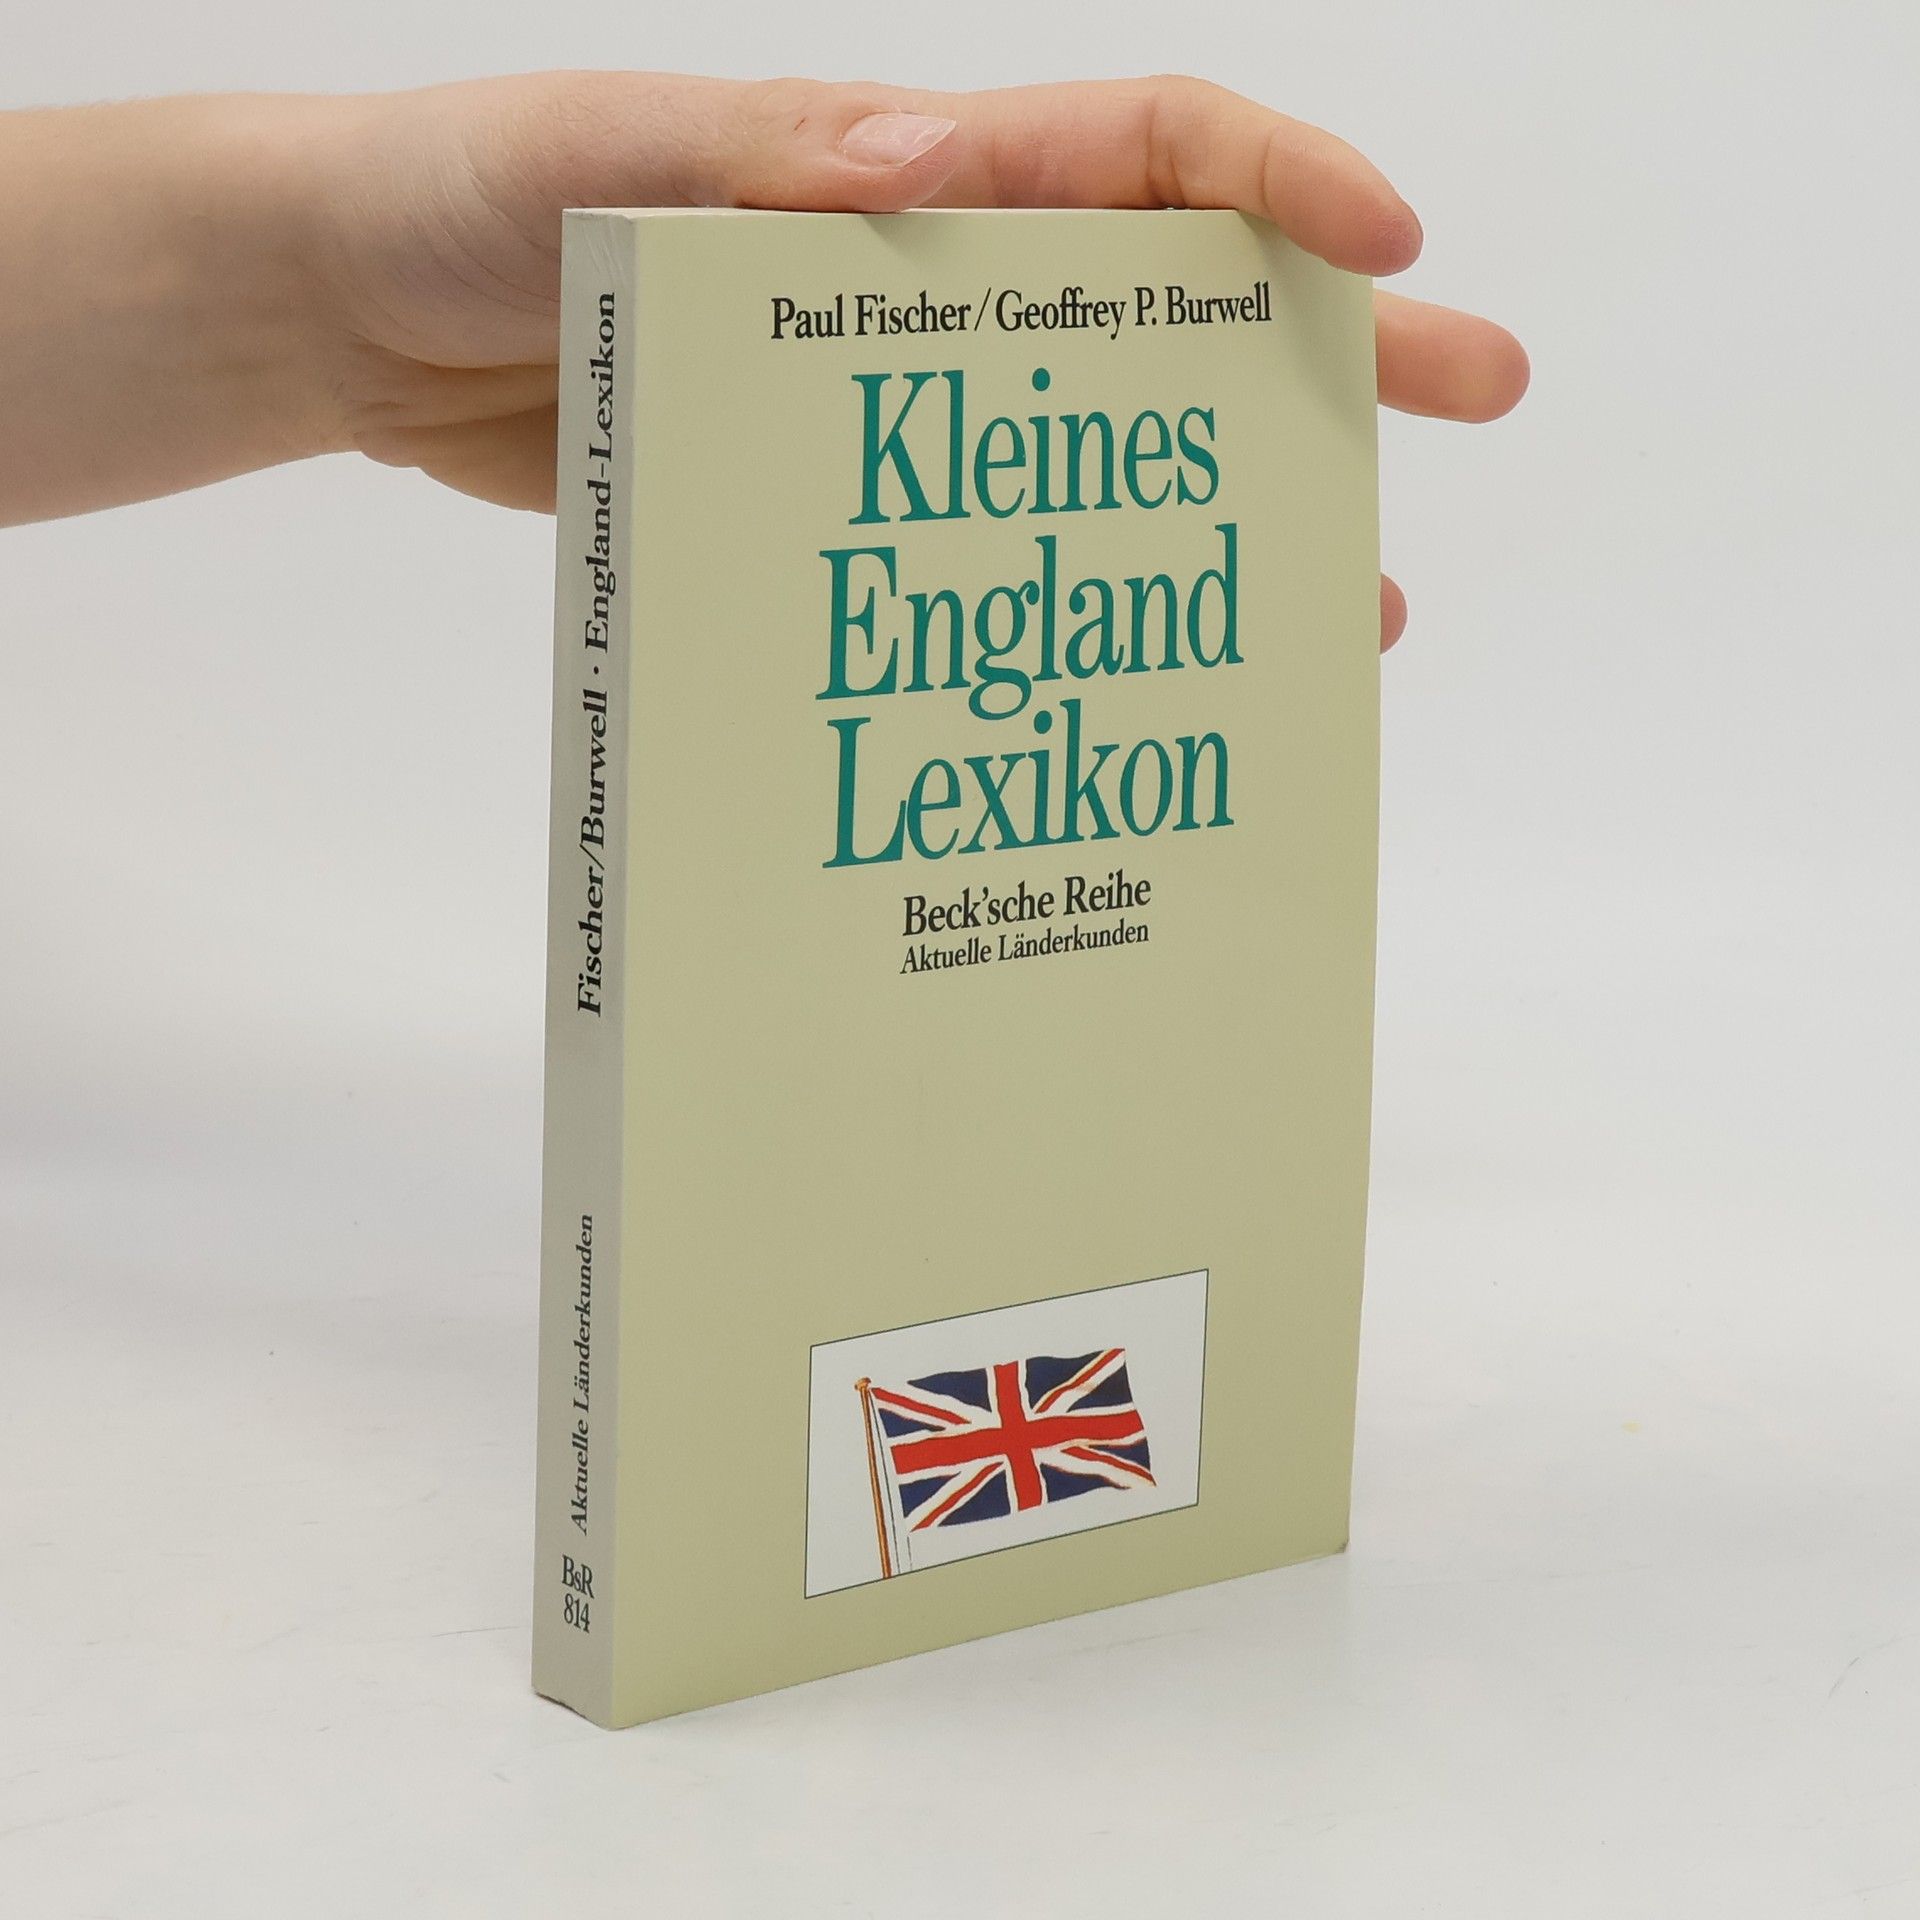 Paul Fischer/Geoffrey P. Burwell
Kleines
England
Lexikon
Beck'sche Reihe
Aktuelle Länderkunden
Fischer/Burwell · England-Lexikon
Aktuelle Länderkunden
BsR
814